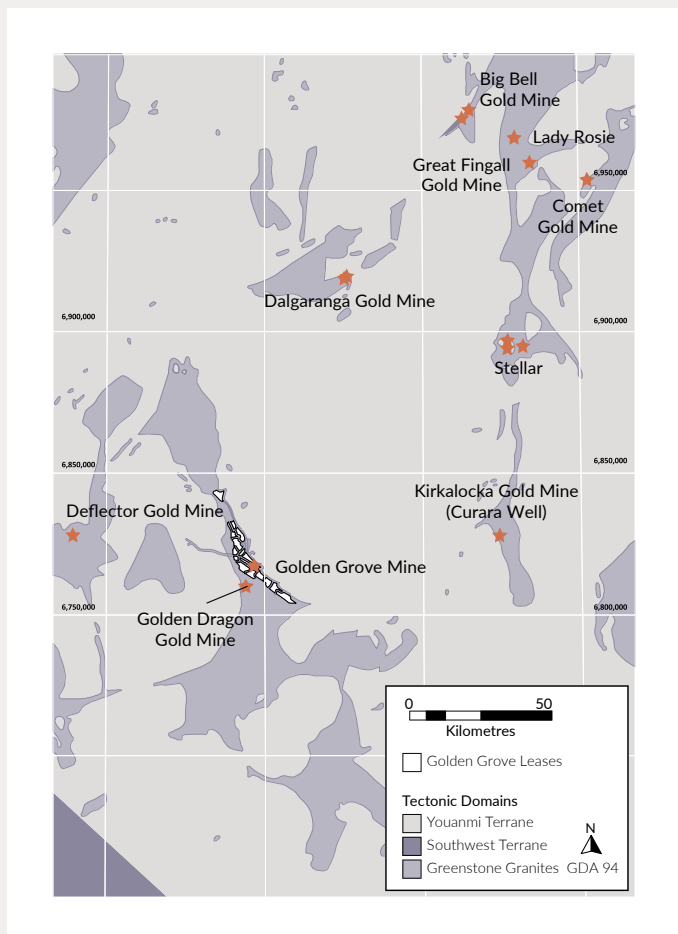 Big Bell
Gold Mine
Lady Rosie
Great Fingall
Gold Mine
6,950,000
Comet
Gold Mine
Dalgaranga Gold Mine
6,900,000
6,900,000
Stellar
6,850,000
6,850,000
Kirkalocka Gold Mine
(Curara Well)
Deflector Gold Mine
Golden Grove Mine
6,750,000
6,800,000
Golden Dragon
Gold Mine
0 50
Kilometres
Golden Grove Leases
Tectonic Domains
Youanmi Terrane
Southwest Terrane
Greenstone Granites
N
GDA 94